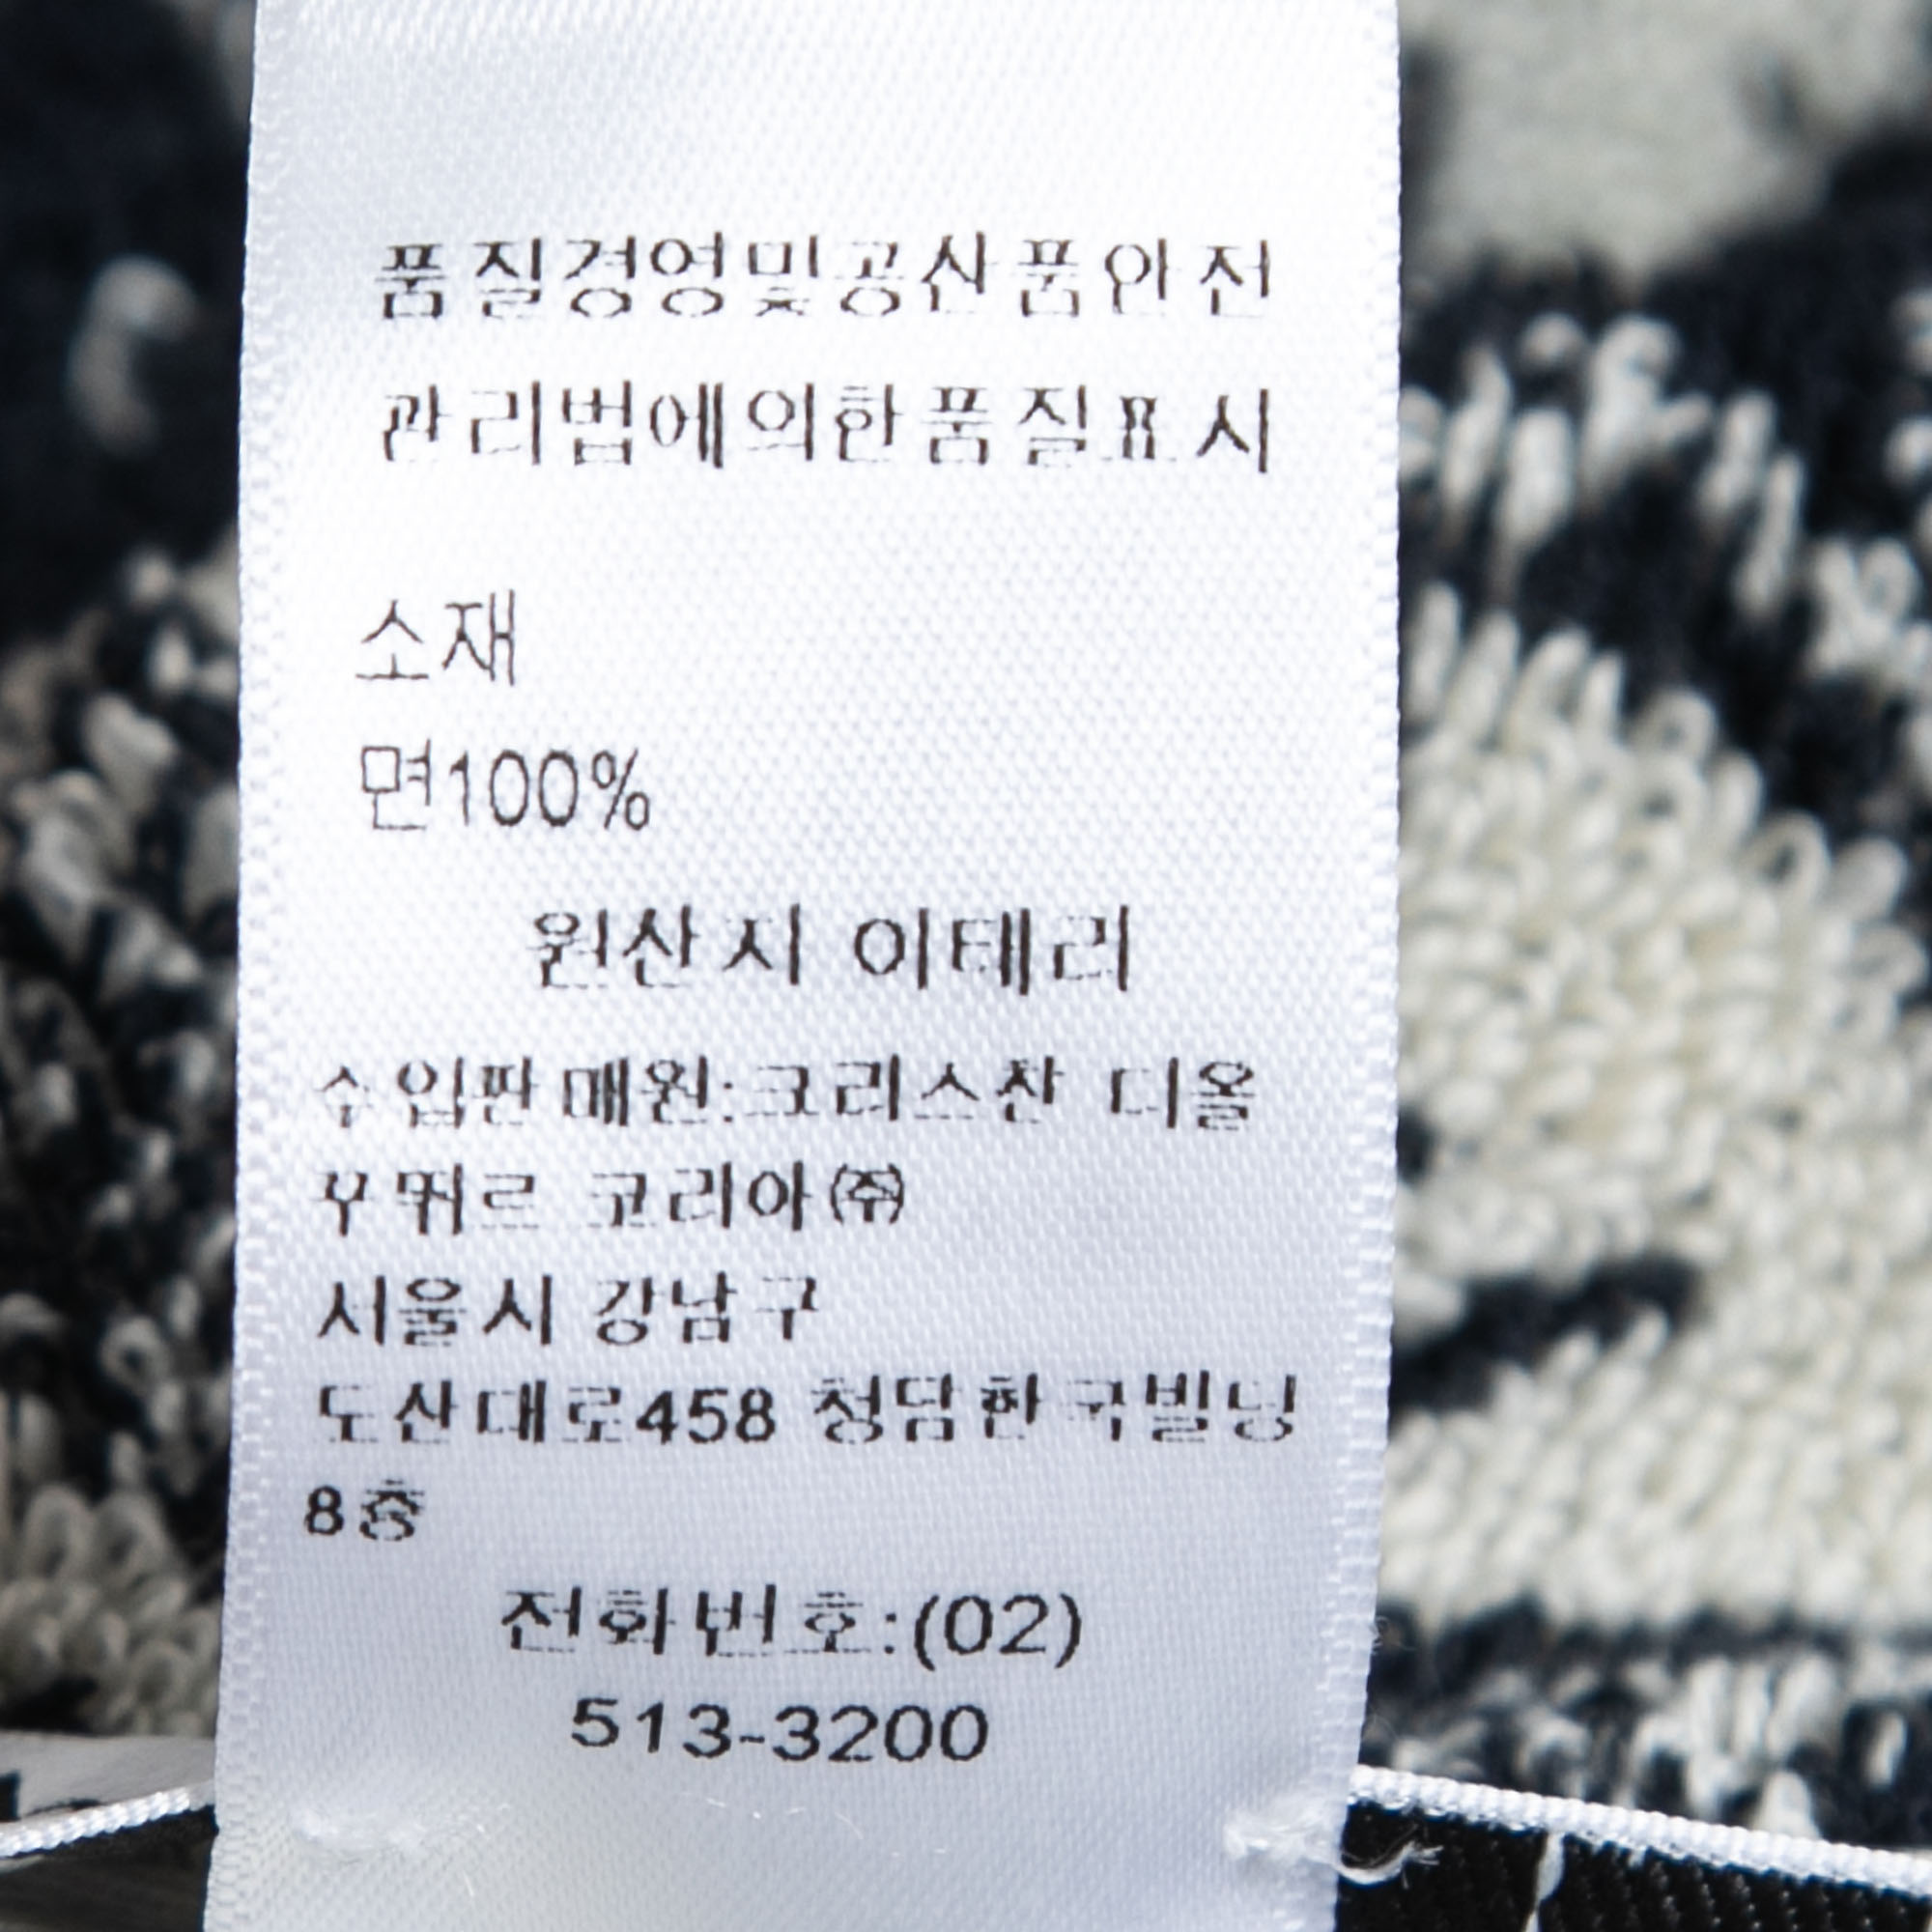 품질경영및공산품안전
관리법에의한품질표시
소재
면100%
원산지 이태리
수입판매원:크리스찬 디올
꾸뛰르 코리아㈜
서울시 강남구
도산대로458 청담한국빌딩
8층
전화번호:(02)
513-3200